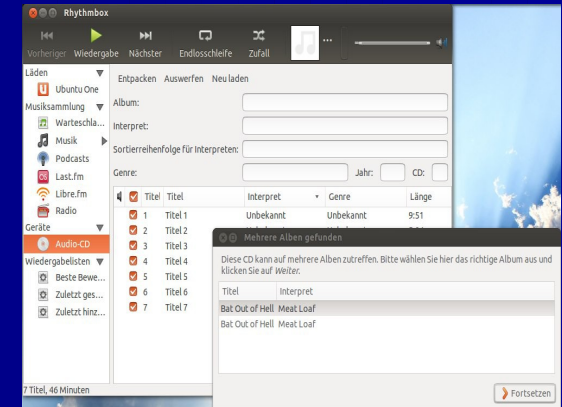 Rhythmbox
Vorheriger Wiedergabe Nächster Endlosschleife Zufall ...
Läden
Ubuntu One
Musiksammlung
Warteschla...
Musik
Podcasts
Last.fm
Libre.fm
Radio
Geräte
Audio-CD
Wiedergabelisten
Beste Bewe...
Zuletzt ges...
Zuletzt hinz...
7 Titel, 46 Minuten
Entpacken Auswerfen Neu laden
Album:
Interpret:
Sortierreihenfolge für Interpreten:
Genre: Jahr: CD:
Titel Titel Interpret Genre Länge
1 Titel 1 Unbekannt Unbekannt 9:51
2 Titel 2
3 Titel 3
4 Titel 4
5 Titel 5
6 Titel 6
7 Titel 7
Mehrere Alben gefunden
Diese CD kann auf mehrere Alben zutreffen. Bitte wählen Sie hier das richtige Album aus und
klicken Sie auf Weiter.
Titel Interpret
Bat Out of Hell Meat Loaf
Bat Out of Hell Meat Loaf
Fortsetzen